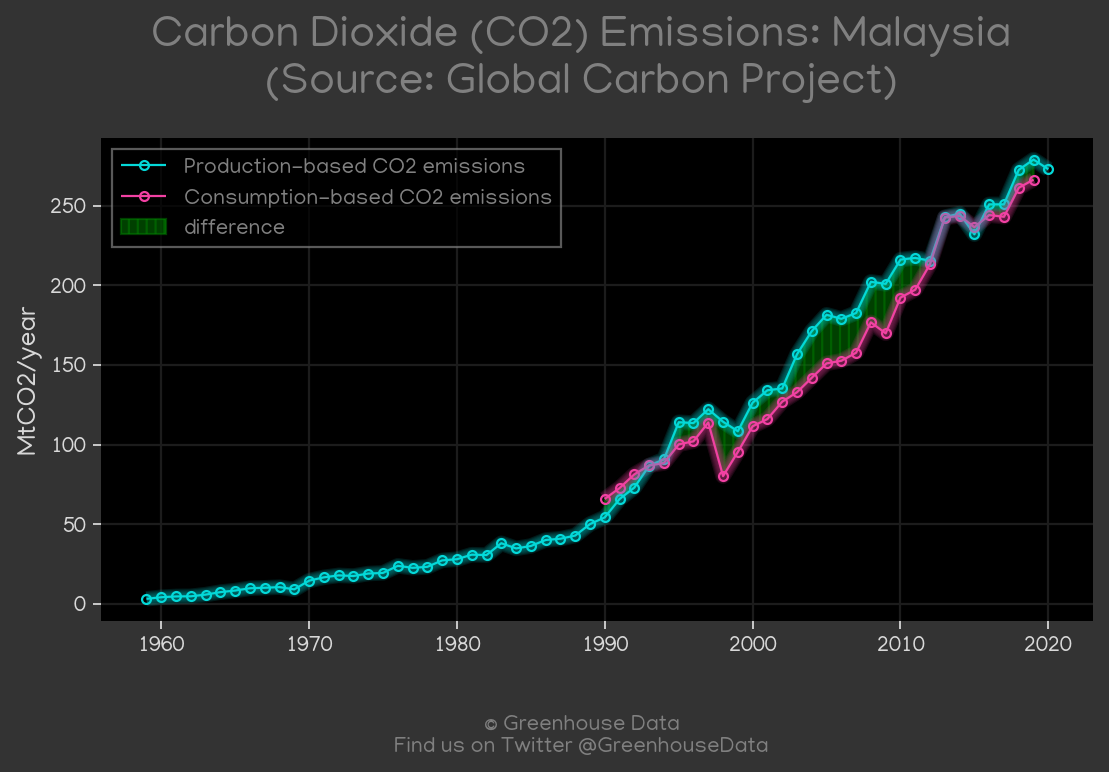 Carbon Dioxide (CO2) Emissions: Malaysia
(Source: Global Carbon Project)
Production-based CO2 emissions
Consumption-based CO2 emissions
difference
MtCO2/year
250
200
150
100
50
0
1960 1970 1980 1990 2000 2010 2020
© Greenhouse Data
Find us on Twitter @GreenhouseData